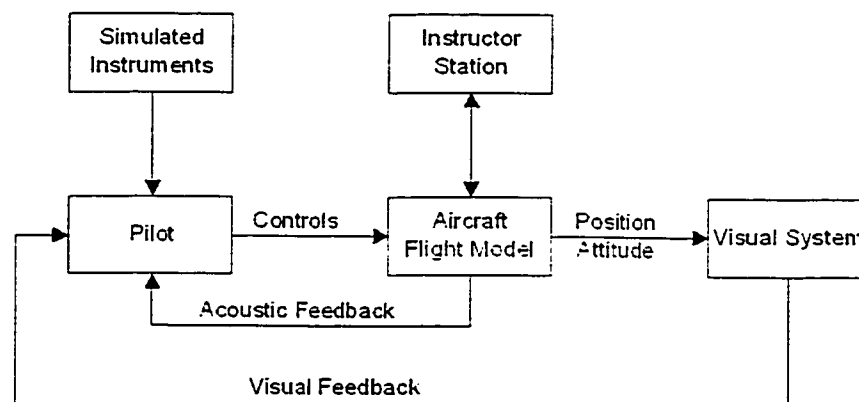 Simulated
Instruments
Instructor
Station
Pilot
Controls
Aircraft
Flight Model
Position
Attitude
Visual System
Acoustic Feedback
Visual Feedback